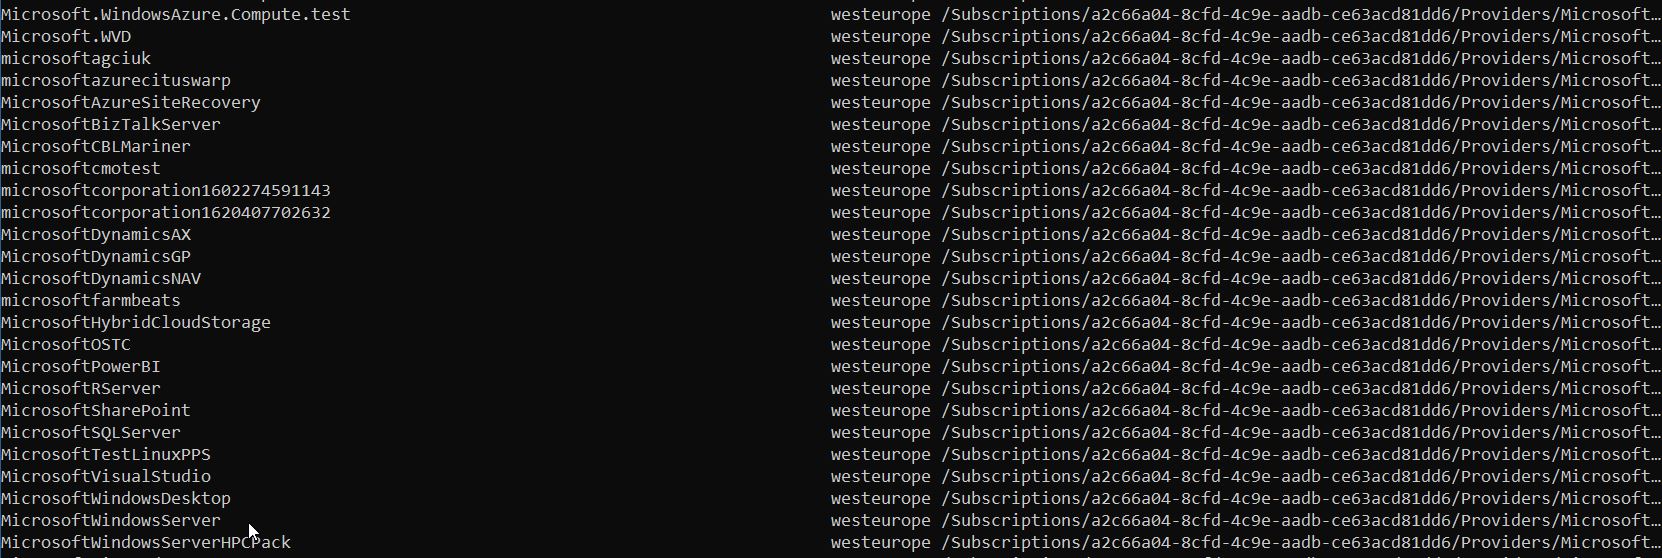 Microsoft.WindowsAzure.Compute.test westeurope /Subscriptions/a2c66a04-8cfd-4c9e-aadb-ce63acd81dd6/Providers/Microsoft…
Microsoft.WVD westeurope /Subscriptions/a2c66a04-8cfd-4c9e-aadb-ce63acd81dd6/Providers/Microsoft…
microsoftagciuk westeurope /Subscriptions/a2c66a04-8cfd-4c9e-aadb-ce63acd81dd6/Providers/Microsoft…
microsoftazurecituswarp westeurope /Subscriptions/a2c66a04-8cfd-4c9e-aadb-ce63acd81dd6/Providers/Microsoft…
MicrosoftAzureSiteRecovery westeurope /Subscriptions/a2c66a04-8cfd-4c9e-aadb-ce63acd81dd6/Providers/Microsoft…
MicrosoftBizTalkServer westeurope /Subscriptions/a2c66a04-8cfd-4c9e-aadb-ce63acd81dd6/Providers/Microsoft…
MicrosoftCBLMariner westeurope /Subscriptions/a2c66a04-8cfd-4c9e-aadb-ce63acd81dd6/Providers/Microsoft…
microsoftcmotest westeurope /Subscriptions/a2c66a04-8cfd-4c9e-aadb-ce63acd81dd6/Providers/Microsoft…
microsoftcorporation1602274591143 westeurope /Subscriptions/a2c66a04-8cfd-4c9e-aadb-ce63acd81dd6/Providers/Microsoft…
microsoftcorporation1620407702632 westeurope /Subscriptions/a2c66a04-8cfd-4c9e-aadb-ce63acd81dd6/Providers/Microsoft…
MicrosoftDynamicsAX westeurope /Subscriptions/a2c66a04-8cfd-4c9e-aadb-ce63acd81dd6/Providers/Microsoft…
MicrosoftDynamicsGP westeurope /Subscriptions/a2c66a04-8cfd-4c9e-aadb-ce63acd81dd6/Providers/Microsoft…
MicrosoftDynamicsNAV westeurope /Subscriptions/a2c66a04-8cfd-4c9e-aadb-ce63acd81dd6/Providers/Microsoft…
microsoftfarmbeats westeurope /Subscriptions/a2c66a04-8cfd-4c9e-aadb-ce63acd81dd6/Providers/Microsoft…
MicrosoftHybridCloudStorage westeurope /Subscriptions/a2c66a04-8cfd-4c9e-aadb-ce63acd81dd6/Providers/Microsoft…
MicrosoftOSTC westeurope /Subscriptions/a2c66a04-8cfd-4c9e-aadb-ce63acd81dd6/Providers/Microsoft…
MicrosoftPowerBI westeurope /Subscriptions/a2c66a04-8cfd-4c9e-aadb-ce63acd81dd6/Providers/Microsoft…
MicrosoftRServer westeurope /Subscriptions/a2c66a04-8cfd-4c9e-aadb-ce63acd81dd6/Providers/Microsoft…
MicrosoftSharePoint westeurope /Subscriptions/a2c66a04-8cfd-4c9e-aadb-ce63acd81dd6/Providers/Microsoft…
MicrosoftSQLServer westeurope /Subscriptions/a2c66a04-8cfd-4c9e-aadb-ce63acd81dd6/Providers/Microsoft…
MicrosoftTestLinuxPPS westeurope /Subscriptions/a2c66a04-8cfd-4c9e-aadb-ce63acd81dd6/Providers/Microsoft…
MicrosoftVisualStudio westeurope /Subscriptions/a2c66a04-8cfd-4c9e-aadb-ce63acd81dd6/Providers/Microsoft…
MicrosoftWindowsDesktop westeurope /Subscriptions/a2c66a04-8cfd-4c9e-aadb-ce63acd81dd6/Providers/Microsoft…
MicrosoftWindowsServer westeurope /Subscriptions/a2c66a04-8cfd-4c9e-aadb-ce63acd81dd6/Providers/Microsoft…
MicrosoftWindowsServerHPCPack westeurope /Subscriptions/a2c66a04-8cfd-4c9e-aadb-ce63acd81dd6/Providers/Microsoft…